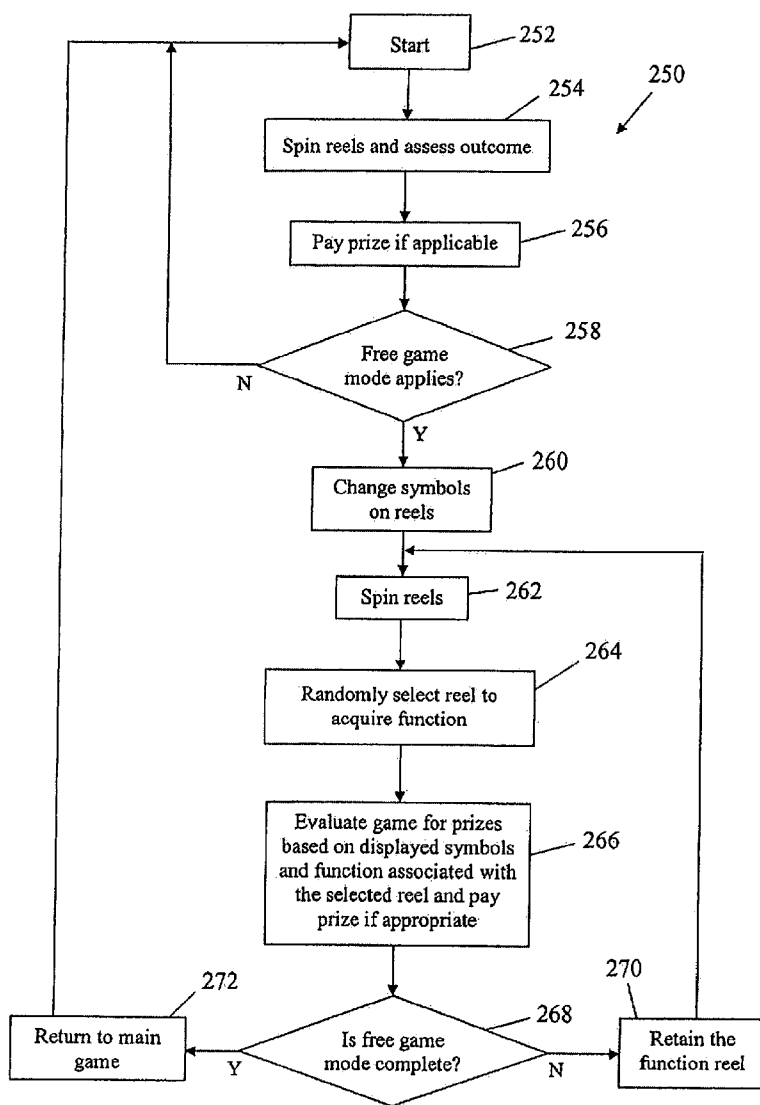 Start
252
254
250
Spin reels and assess outcome
Pay prize if applicable
256
258
Free game
mode applies?
N
Y
260
Change symbols
on reels
Spin reels
262
264
Randomly select reel to
acquire function
Evaluate game for prizes
based on displayed symbols
and function associated with
the selected reel and pay
prize if appropriate
266
272
Return to main
game
268
Is free game
mode complete?
Y
N
270
Retain the
function reel